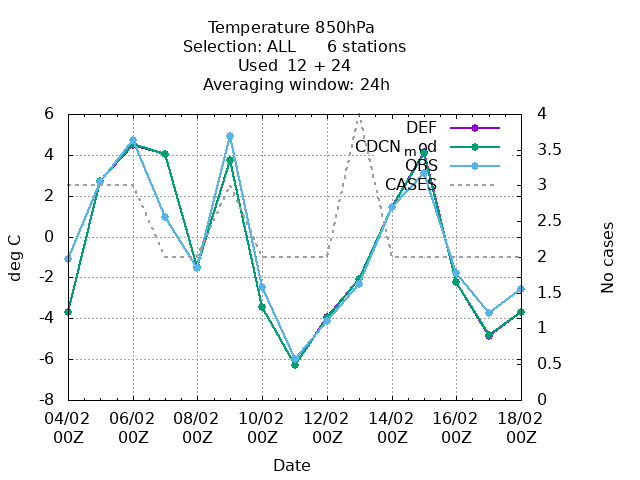 Temperature 850hPa
Selection: ALL 6 stations
Used 12 + 24
Averaging window: 24h
6 4 2 0 -2 -4 -6 -8
deg C
4 3.5 3 2.5 2 1.5 1 0.5 0
No cases
DEF
CDCN m od
OBS
CASES
04/02 06/02 08/02 10/02 12/02 14/02 16/02 18/02
00Z 00Z 00Z 00Z 00Z 00Z 00Z 00Z
Date